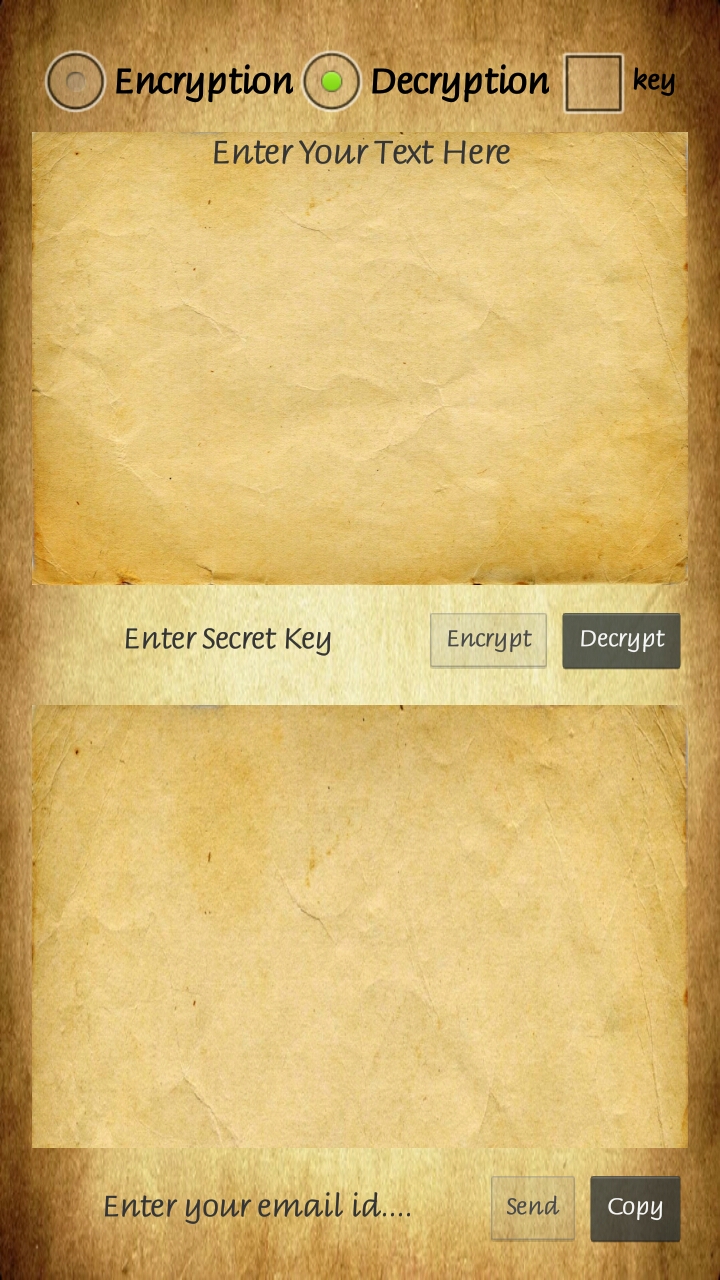 Encryption Decryption key
Enter Your Text Here
Enter Secret Key Encrypt Decrypt
Enter your email id.... Send Copy